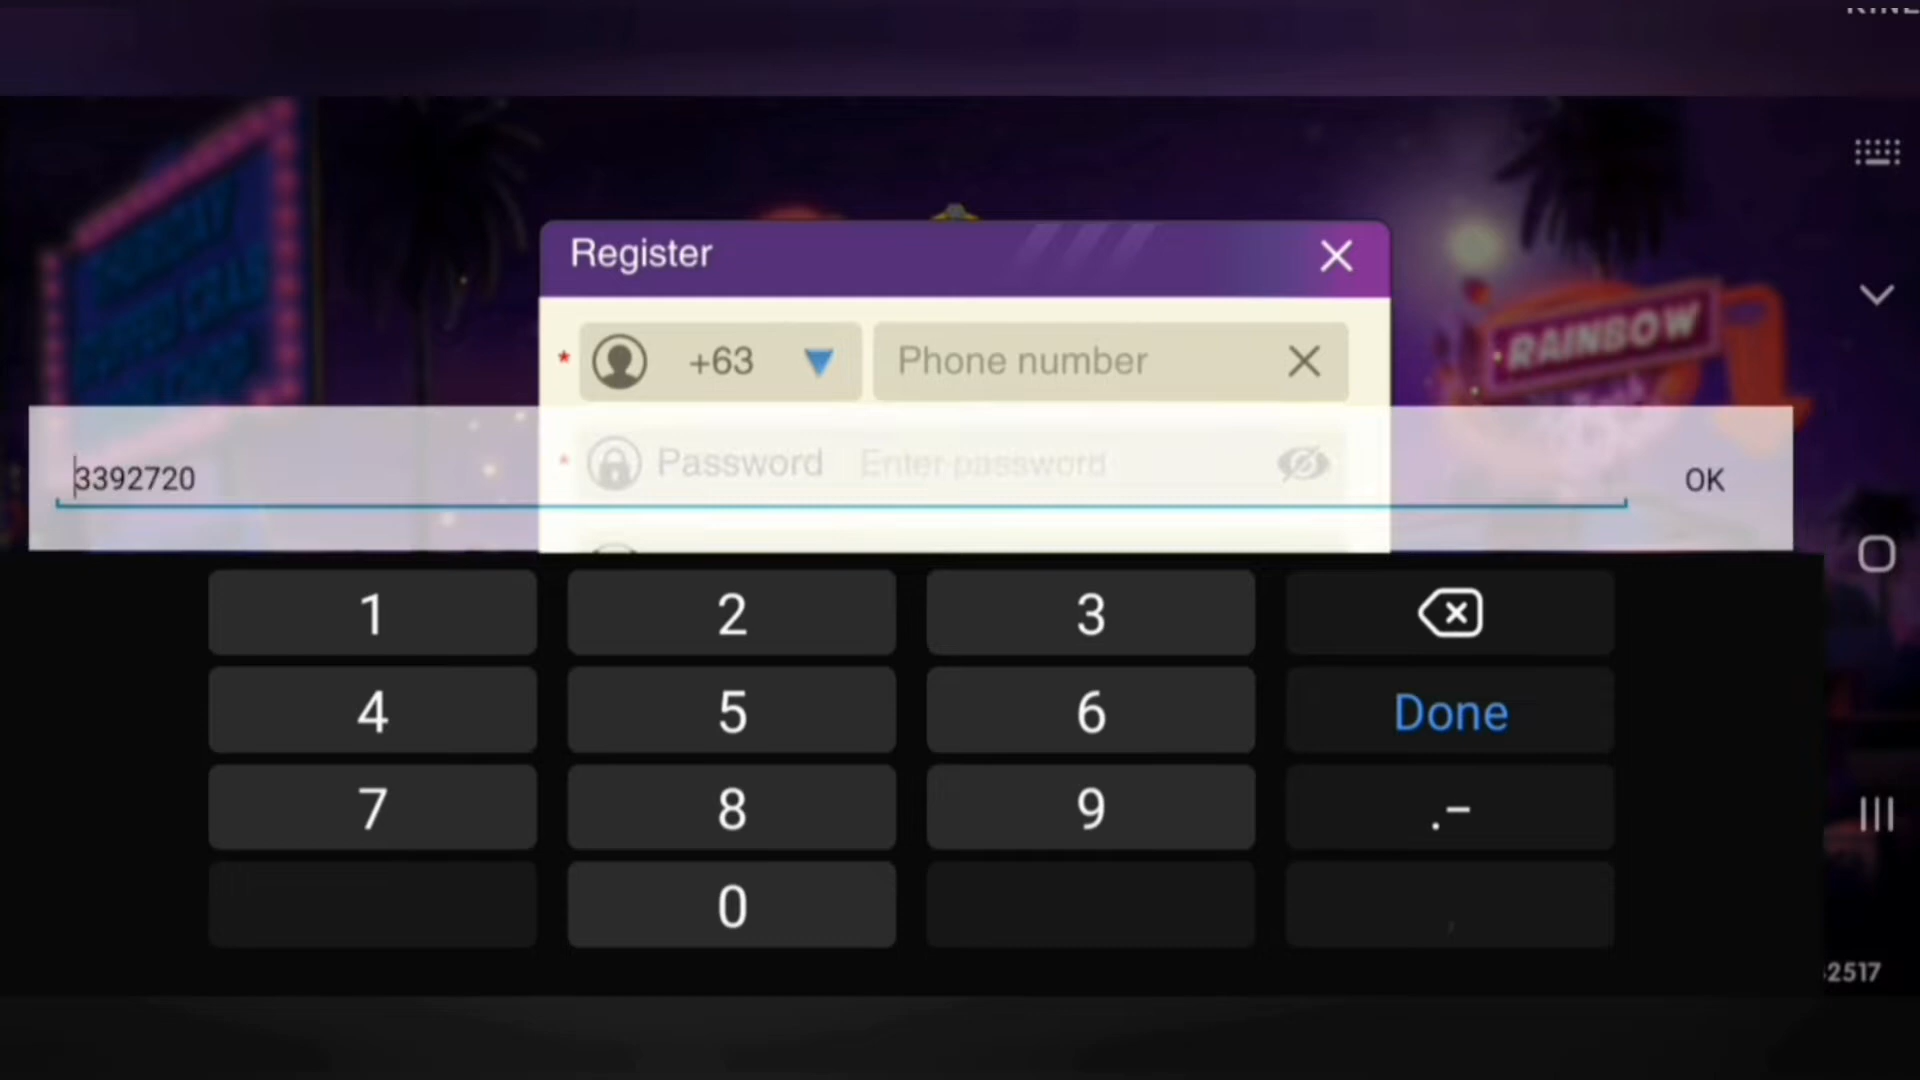 Register
RAINBOW
* +63 Phone number
* Password Enter password
3392720
OK
1 2 3
4 5 6 Done
7 8 9 .-
0 ,
2517